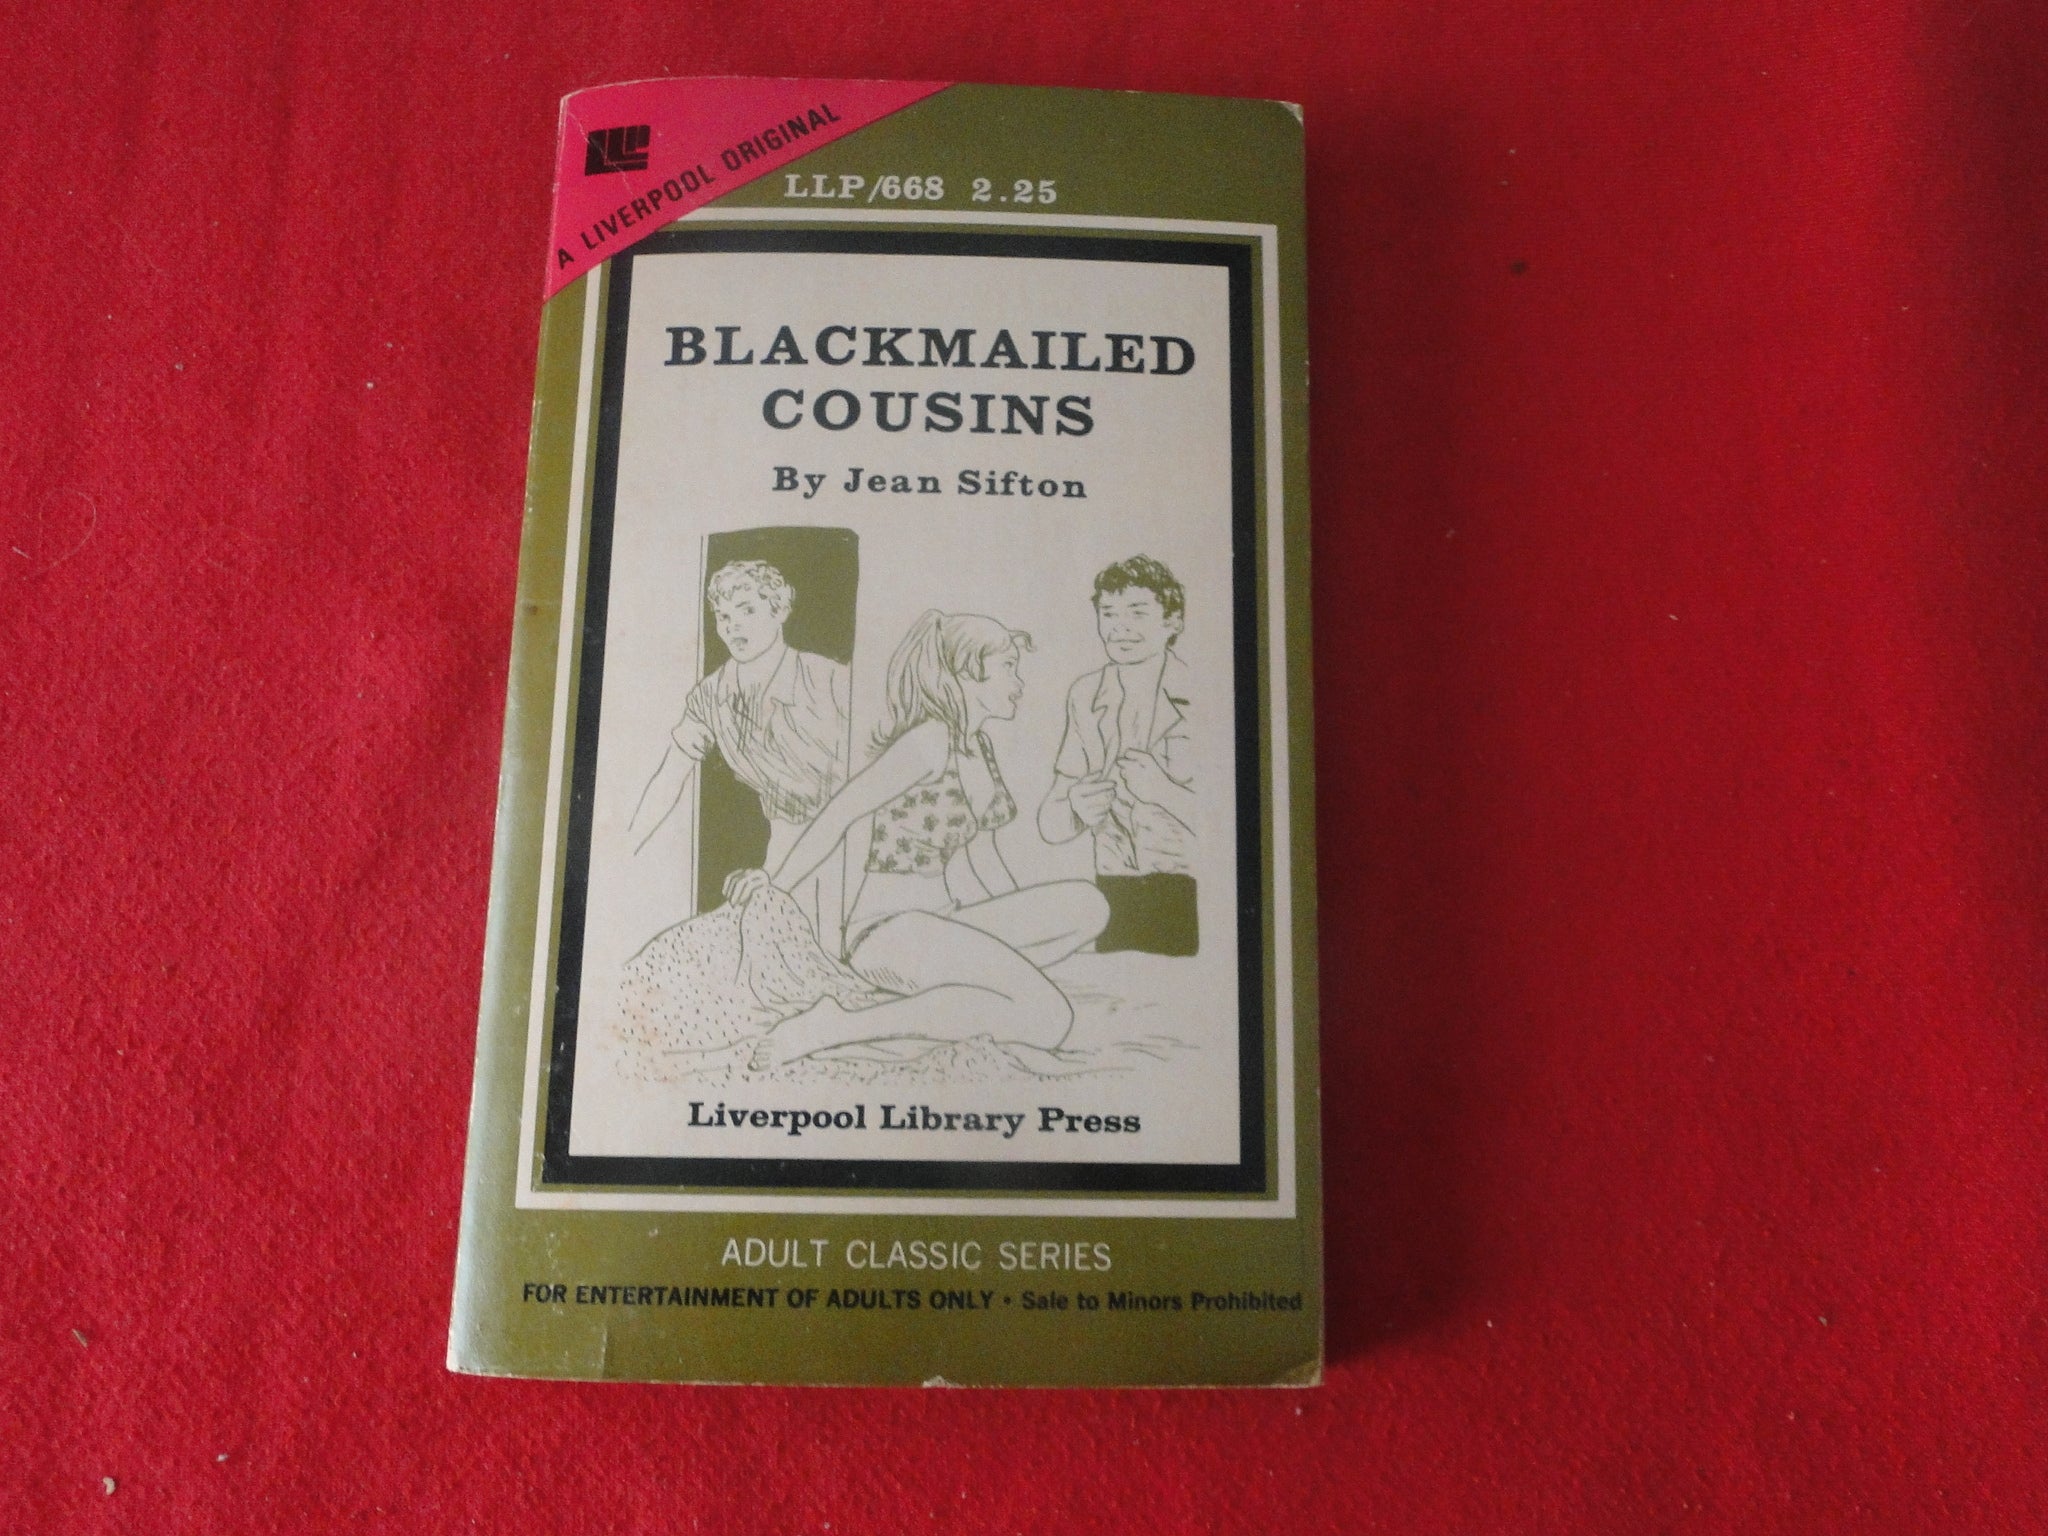 LLP
A LIVERPOOL ORIGINAL
LLP/668 2.25
BLACKMAILED
COUSINS
By Jean Sifton
Liverpool Library Press
ADULT CLASSIC SERIES
FOR ENTERTAINMENT OF ADULTS ONLY • Sale to Minors Prohibited